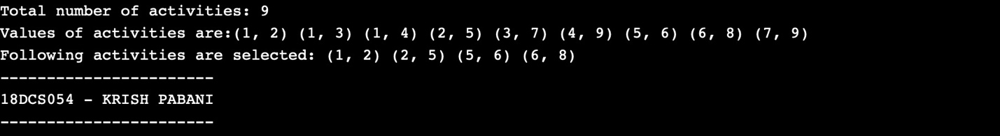 Total number of activities: 9
Values of activities are:(1, 2) (1, 3) (1, 4) (2, 5) (3, 7) (4, 9) (5, 6) (6, 8) (7, 9)
Following activities are selected: (1, 2) (2, 5) (5, 6) (6, 8)
-----------------------
18DCS054 - KRISH PABANI
-----------------------